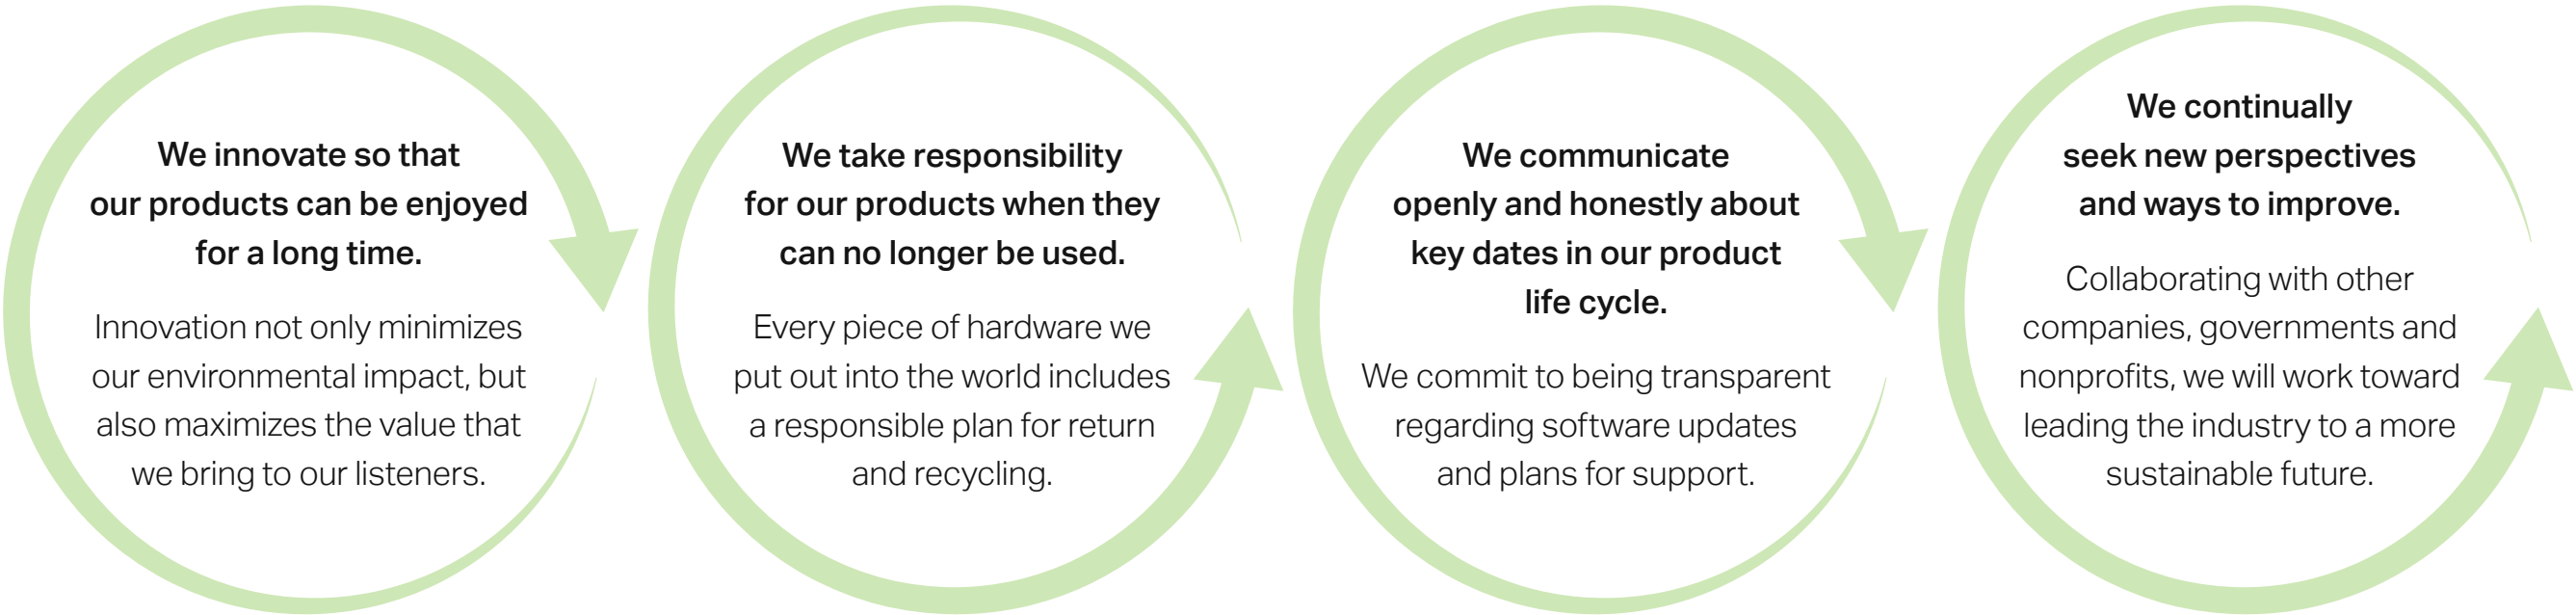 We innovate so that
our products can be enjoyed
for a long time.
Innovation not only minimizes
our environmental impact, but
also maximizes the value that
we bring to our listeners.
We take responsibility
for our products when they
can no longer be used.
Every piece of hardware we
put out into the world includes
a responsible plan for return
and recycling.
We communicate
openly and honestly about
key dates in our product
life cycle.
We commit to being transparent
regarding software updates
and plans for support.
We continually
seek new perspectives
and ways to improve.
Collaborating with other
companies, governments and
nonprofits, we will work toward
leading the industry to a more
sustainable future.